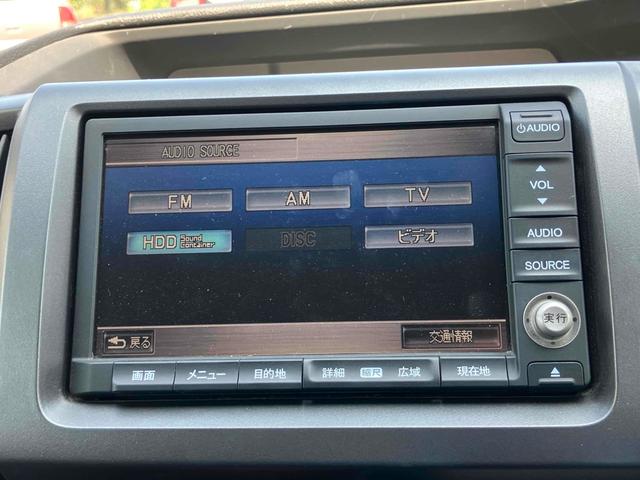 AUDIO SOURCE
FM AM TV
HDD Sound Container DISC ビデオ
戻る 交通情報
画面 メニュー 目的地 詳細 縮尺 広域 現在地
AUDIO
VOL
AUDIO
SOURCE
実行